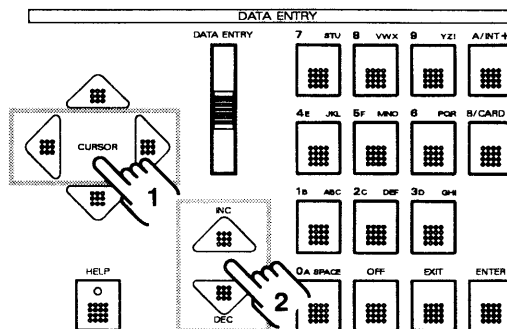 DATA ENTRY
DATA ENTRY
7 STU 8 VWX 9 YZ! A/INT+
4E JKL 5F MNO 6 PQR B/CARD
CURSOR
1
1B ABC 2C DEF 3D GHI
INC
HELP
0A SPACE OFF EXIT ENTER
2
DEC